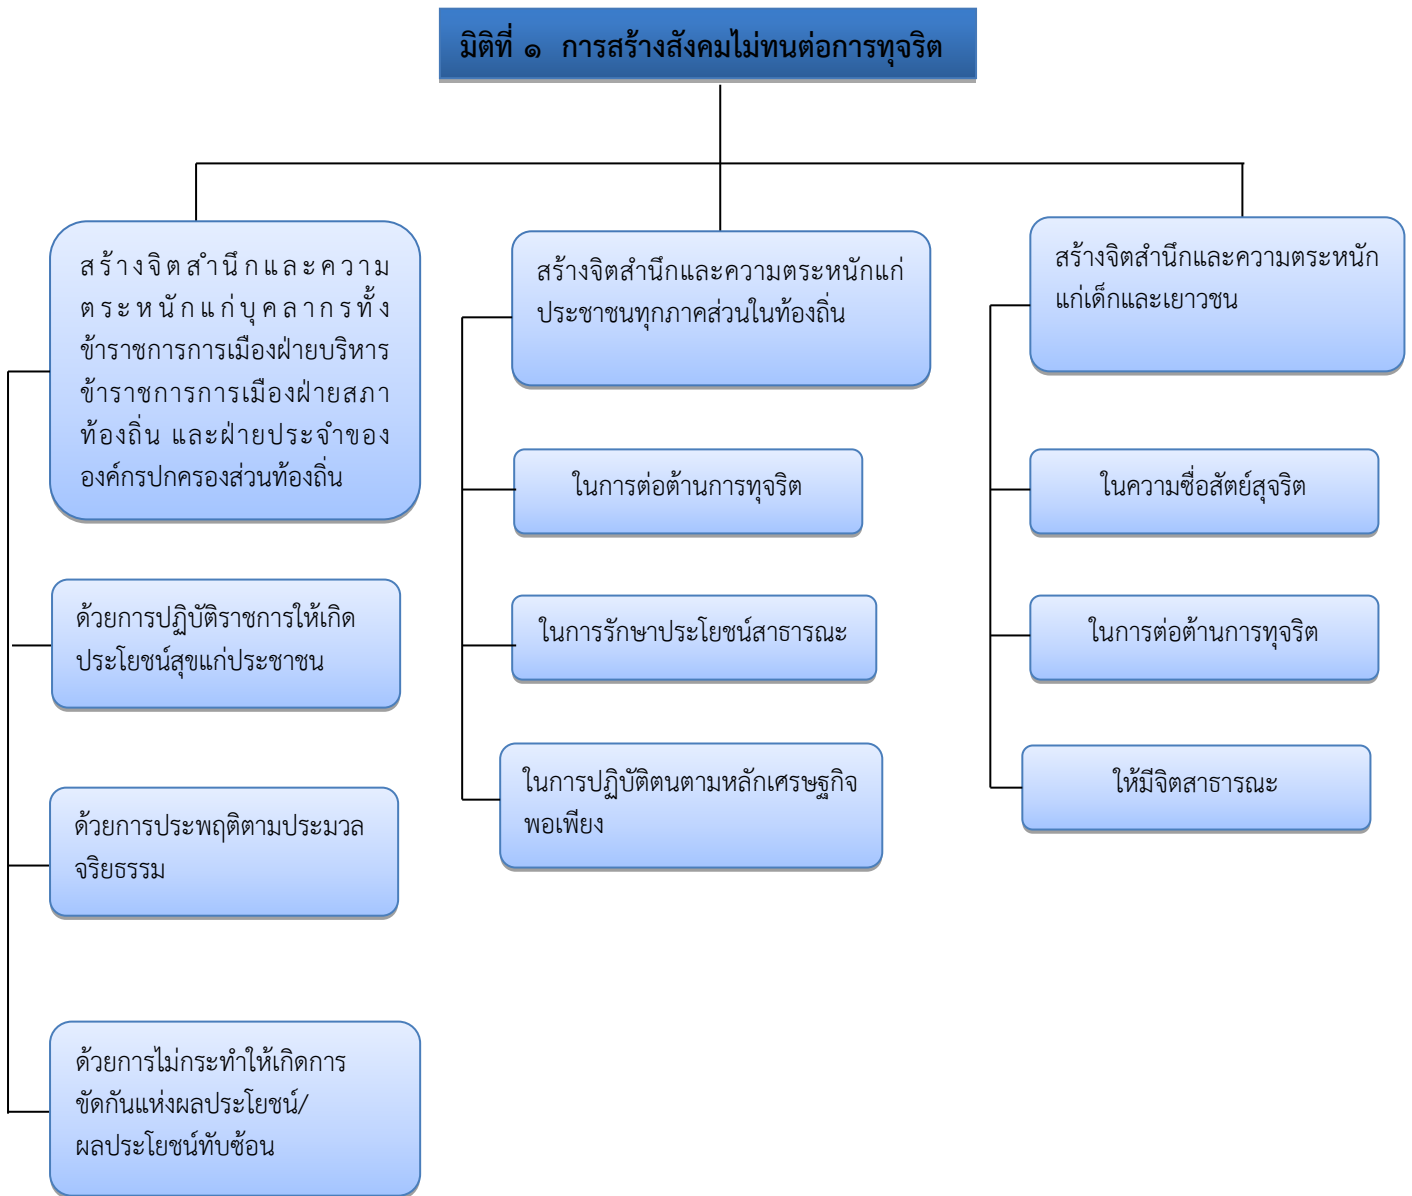 มิติที่ ๑ การสร้างสังคมไม่ทนต่อการทุจริต
สร้างจิตสำนึกและความ
ตระหนักแก่บุคลากรทั้ง
ข้าราชการการเมืองฝ่ายบริหาร
ข้าราชการการเมืองฝ่ายสภา
ท้องถิ่น และฝ่ายประจำของ
องค์กรปกครองส่วนท้องถิ่น
ด้วยการปฏิบัติราชการให้เกิด
ประโยชน์สุขแก่ประชาชน
ด้วยการประพฤติตามประมวล
จริยธรรม
ด้วยการไม่กระทำให้เกิดการ
ขัดกันแห่งผลประโยชน์/
ผลประโยชน์ทับซ้อน
สร้างจิตสำนึกและความตระหนักแก่
ประชาชนทุกภาคส่วนในท้องถิ่น
ในการต่อต้านการทุจริต
ในการรักษาประโยชน์สาธารณะ
ในการปฏิบัติตนตามหลักเศรษฐกิจ
พอเพียง
สร้างจิตสำนึกและความตระหนัก
แก่เด็กและเยาวชน
ในความซื่อสัตย์สุจริต
ในการต่อต้านการทุจริต
ให้มีจิตสาธารณะ